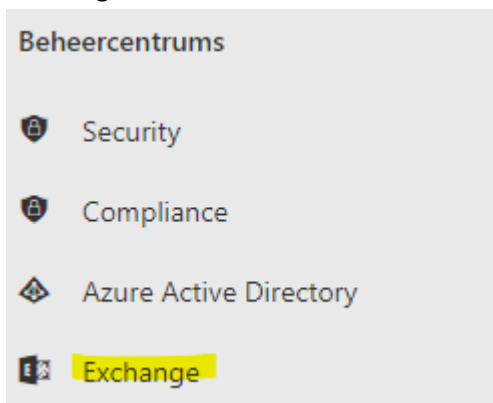 Beheercentrums
Security
Compliance
Azure Active Directory
Exchange